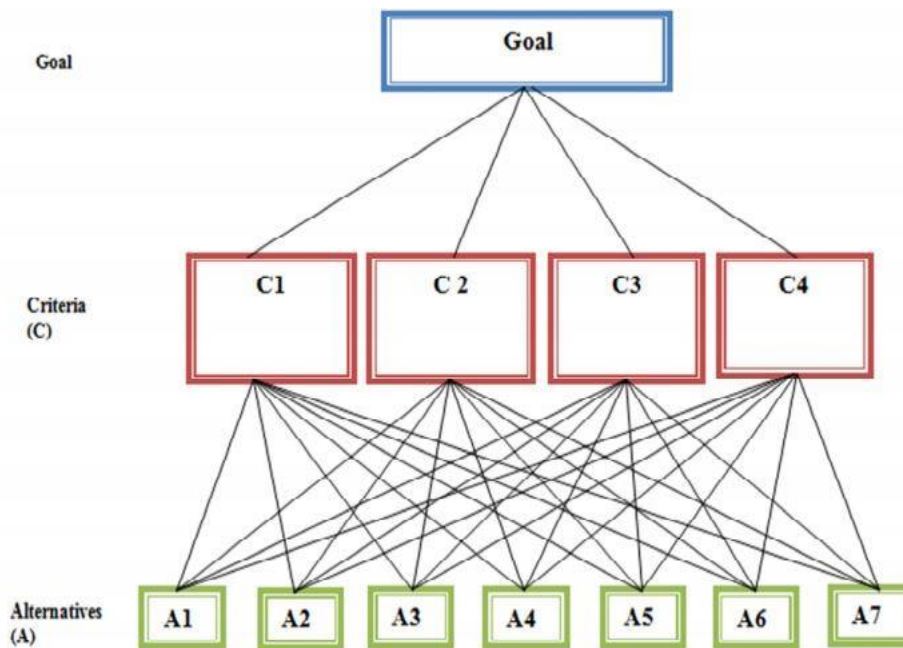 Goal
Goal
C1
C 2
C3
C4
Criteria
(C)
Alternatives
(A)
A1
A2
A3
A4
A5
A6
A7